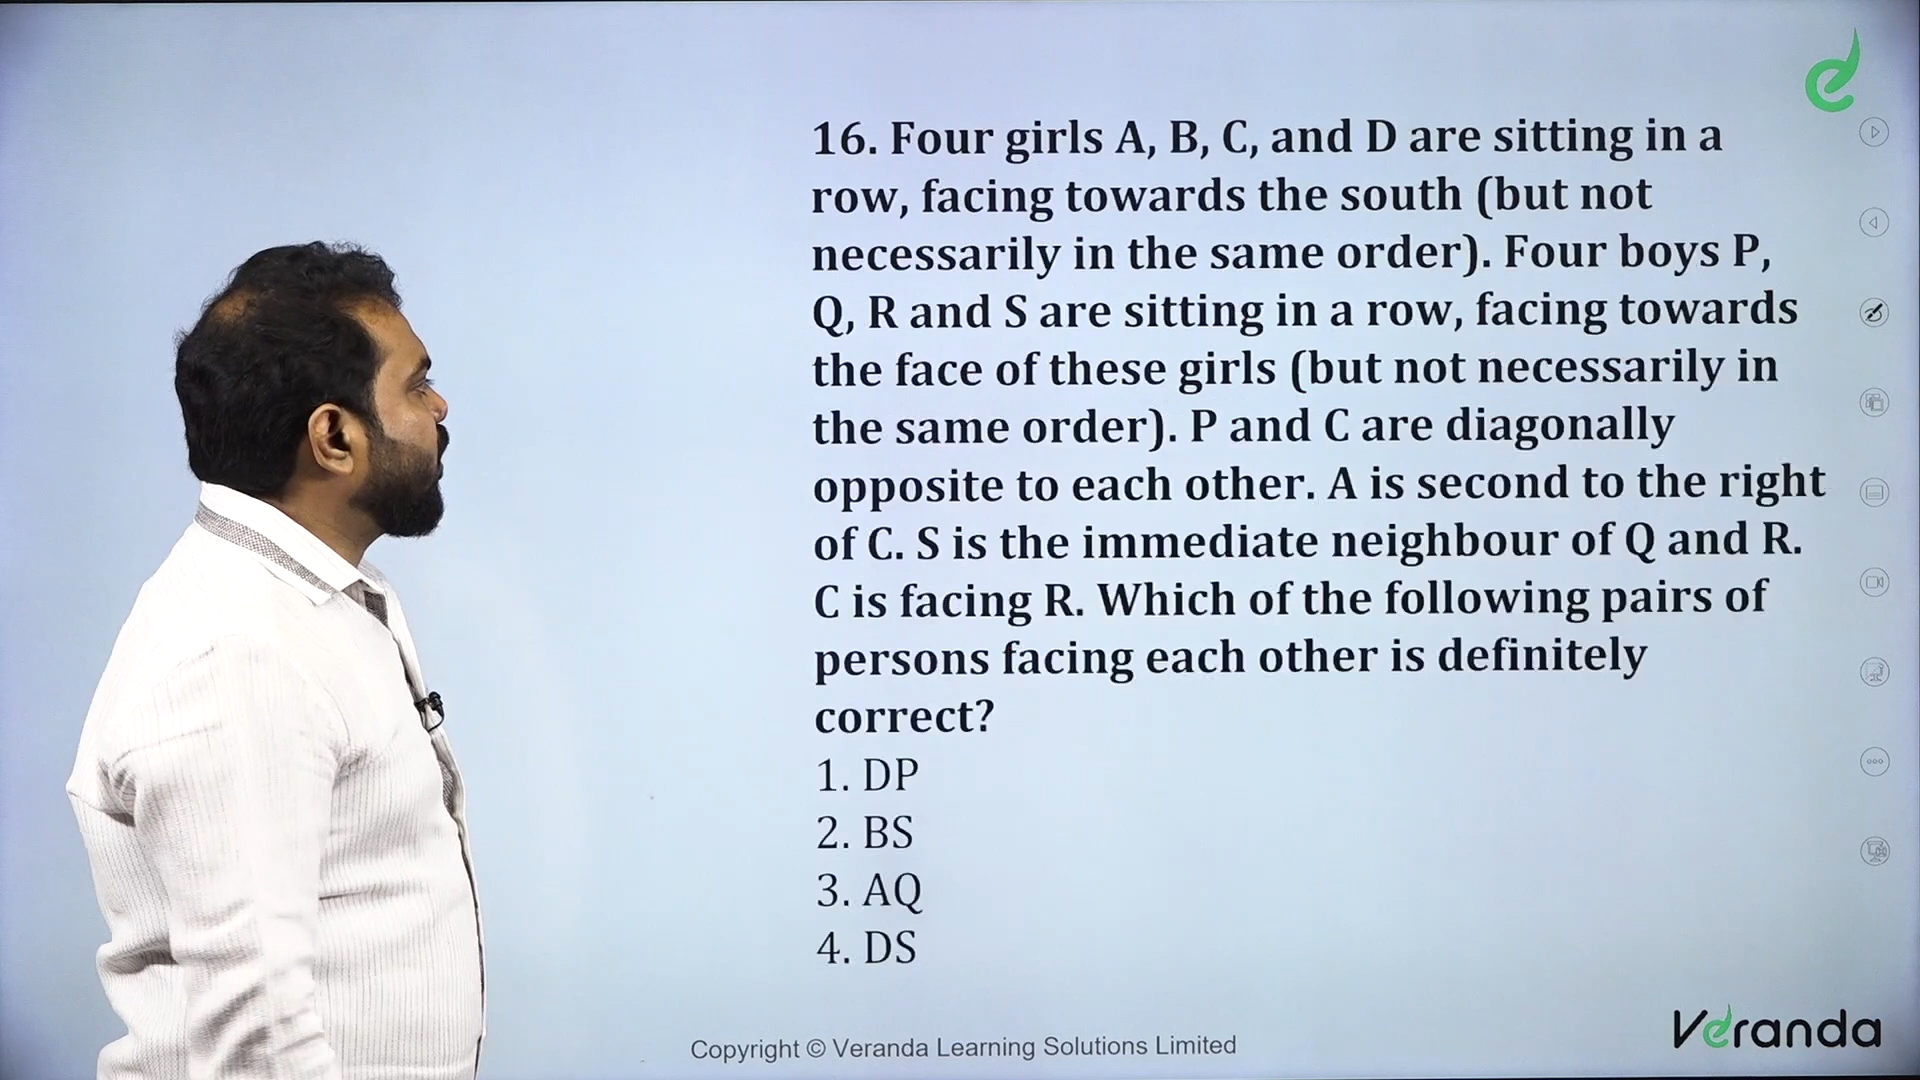 16. Four girls A, B, C, and D are sitting in a
row, facing towards the south (but not
necessarily in the same order). Four boys P,
Q, R and S are sitting in a row, facing towards
the face of these girls (but not necessarily in
the same order). P and C are diagonally
opposite to each other. A is second to the right
of C. S is the immediate neighbour of Q and R.
C is facing R. Which of the following pairs of
persons facing each other is definitely
correct?
1. DP
2. BS
3. AQ
4. DS
Veranda
Copyright © Veranda Learning Solutions Limited